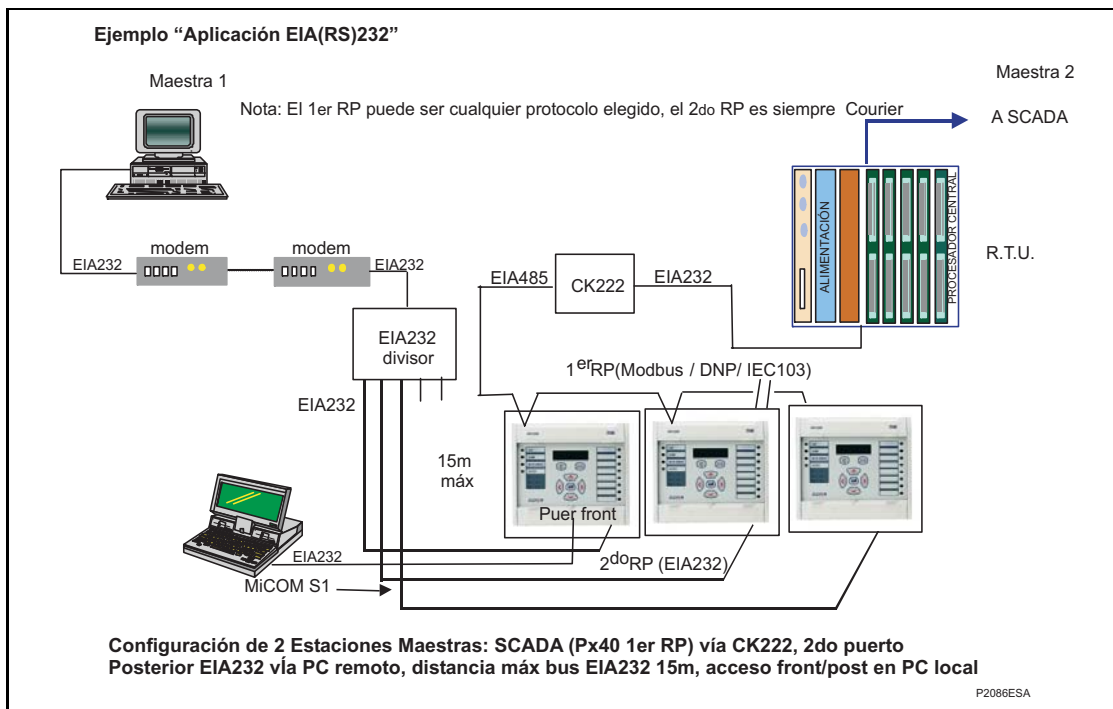 Ejemplo “Aplicación EIA(RS)232”
Maestra 1
Maestra 2
Nota: El 1er RP puede ser cualquier protocolo elegido, el 2do RP es siempre Courier
A SCADA
ALIMENTACIÓN
PROCESADOR CENTRAL
R.T.U.
modem
modem
EIA232
EIA232
EIA485
CK222
EIA232
EIA232
divisor
1erRP(Modbus / DNP/ IEC103)
EIA232
15m
máx
Puer front
EIA232
2doRP (EIA232)
MiCOM S1
Configuración de 2 Estaciones Maestras: SCADA (Px40 1er RP) vía CK222, 2do puerto
Posterior EIA232 vÍa PC remoto, distancia máx bus EIA232 15m, acceso front/post en PC local
P2086ESA